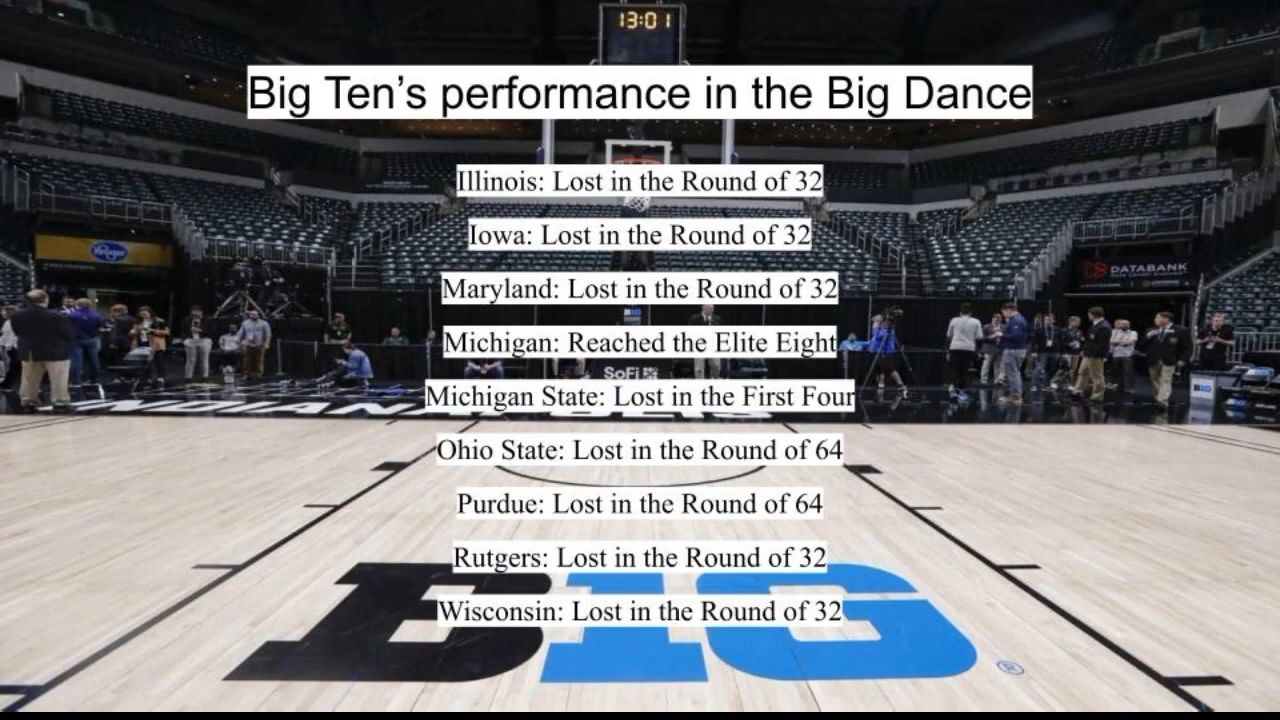 13:01
Big Ten's performance in the Big Dance
Illinois: Lost in the Round of 32
Iowa: Lost in the Round of 32
Kroger
Maryland: Lost in the Round of 32
DATABANK
Michigan: Reached the Elite Eight
SoFi
Michigan State: Lost in the First Four
Ohio State: Lost in the Round of 64
Purdue: Lost in the Round of 64
Rutgers: Lost in the Round of 32
Wisconsin: Lost in the Round of 32
BIG
®